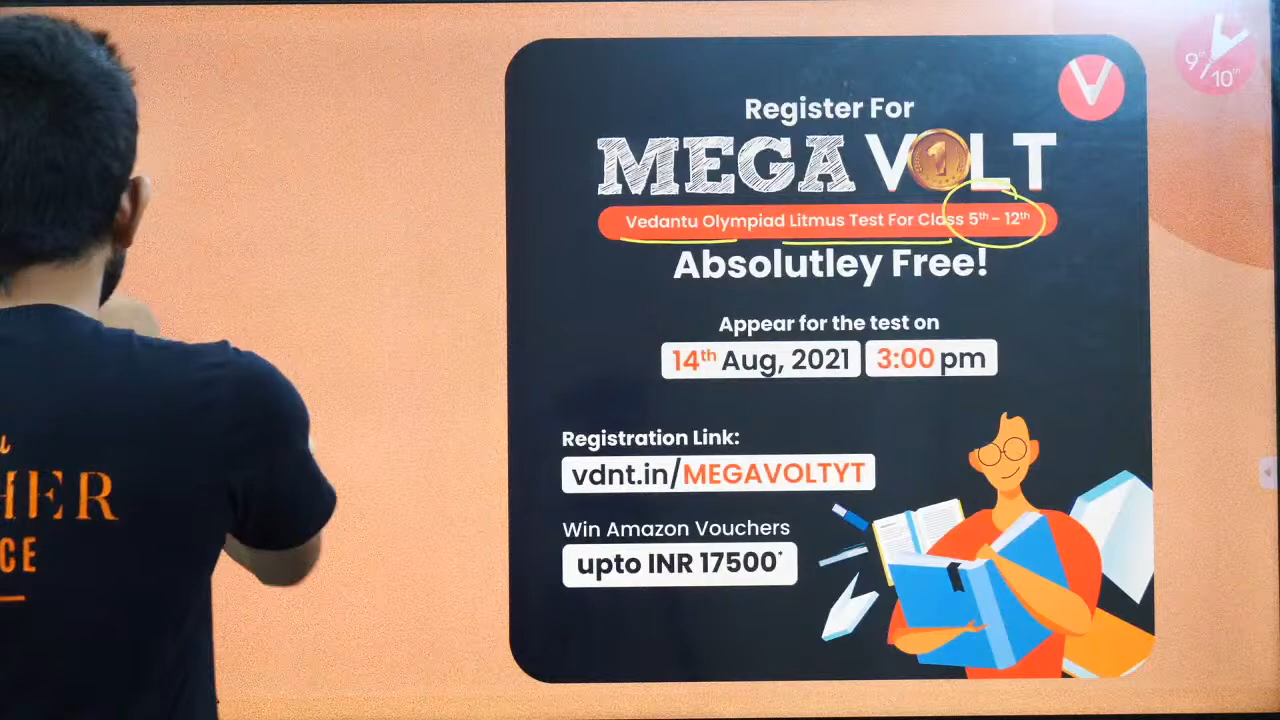 Register For
MEGA VOLT
Vedantu Olympiad Litmus Test For Class 5th - 12th
Absolutley Free!
Appear for the test on
14th Aug, 2021 3:00 pm
Registration Link:
vdnt.in/MEGAVOLTYT
Win Amazon Vouchers
upto INR 17500*
9th
10th
HER
CE